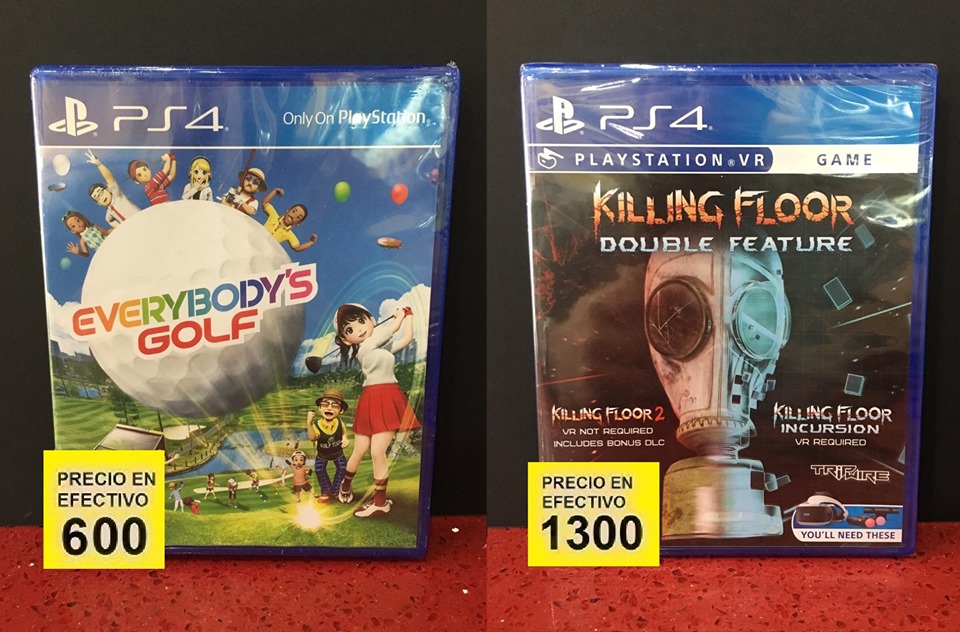 PS4
Only On PlayStation
EVERYBODY'S
GOLF
PRECIO EN
EFECTIVO
600
PS4
PLAYSTATION®VR GAME
KILLING FLOOR
DOUBLE FEATURE
KILLING FLOOR 2
VR NOT REQUIRED
INCLUDES BONUS DLC
KILLING FLOOR
INCURSION
VR REQUIRED
TRIPWIRE
YOU'LL NEED THESE
PRECIO EN
EFECTIVO
1300